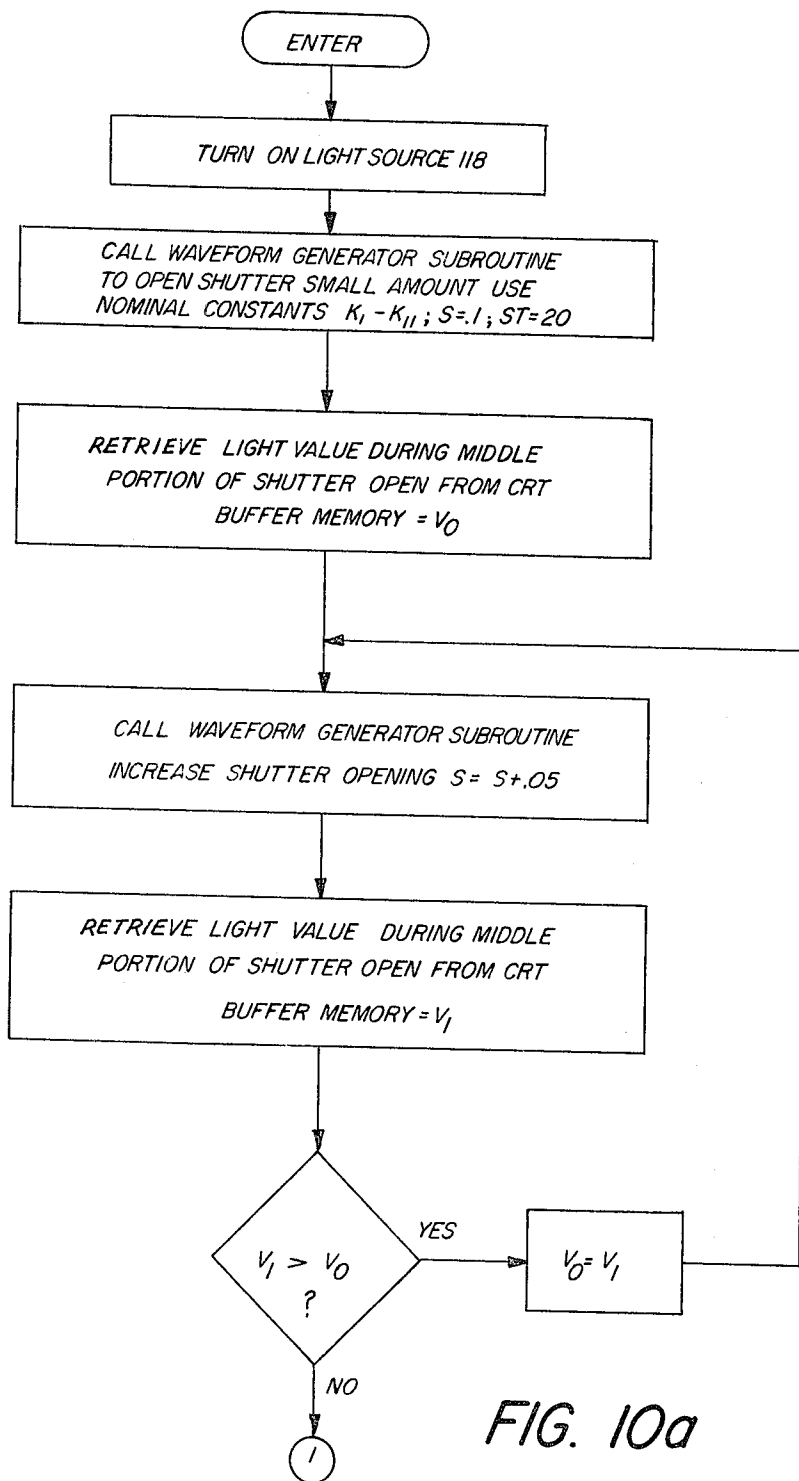 ENTER
TURN ON LIGHT SOURCE 118
CALL WAVEFORM GENERATOR SUBROUTINE
TO OPEN SHUTTER SMALL AMOUNT USE
NOMINAL CONSTANTS K₁ - K₁₁; S=.1; ST=20
RETRIEVE LIGHT VALUE DURING MIDDLE
PORTION OF SHUTTER OPEN FROM CRT
BUFFER MEMORY = V₀
CALL WAVEFORM GENERATOR SUBROUTINE
INCREASE SHUTTER OPENING S= S+.05
RETRIEVE LIGHT VALUE DURING MIDDLE
PORTION OF SHUTTER OPEN FROM CRT
BUFFER MEMORY = V₁
V₁ > V₀
?
YES
V₀= V₁
NO
1
FIG. 10a